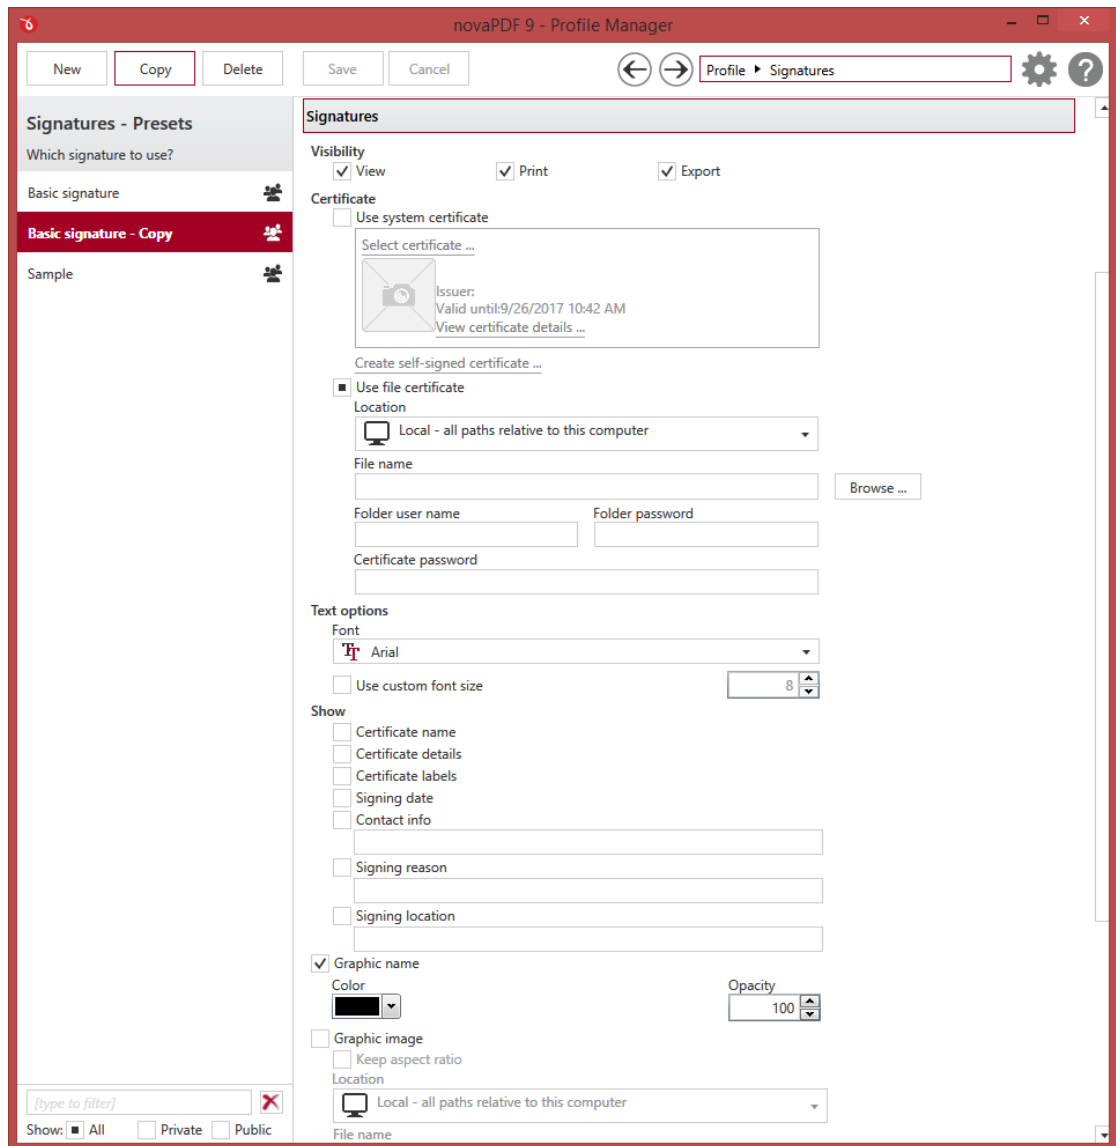 novaPDF 9 - Profile Manager
New Copy Delete Save Cancel Profile Signatures
Signatures - Presets
Which signature to use?
Basic signature
Basic signature - Copy
Sample
[type to filter]
Show: All Private Public
Signatures
Visibility
View Print Export
Certificate
Use system certificate
Select certificate ...
Issuer:
Valid until:9/26/2017 10:42 AM
View certificate details ...
Create self-signed certificate ...
Use file certificate
Location
Local - all paths relative to this computer
File name
Browse ...
Folder user name Folder password
Certificate password
Text options
Font
Arial
Use custom font size 8
Show
Certificate name
Certificate details
Certificate labels
Signing date
Contact info
Signing reason
Signing location
Graphic name
Color Opacity
100
Graphic image
Keep aspect ratio
Location
Local - all paths relative to this computer
File name